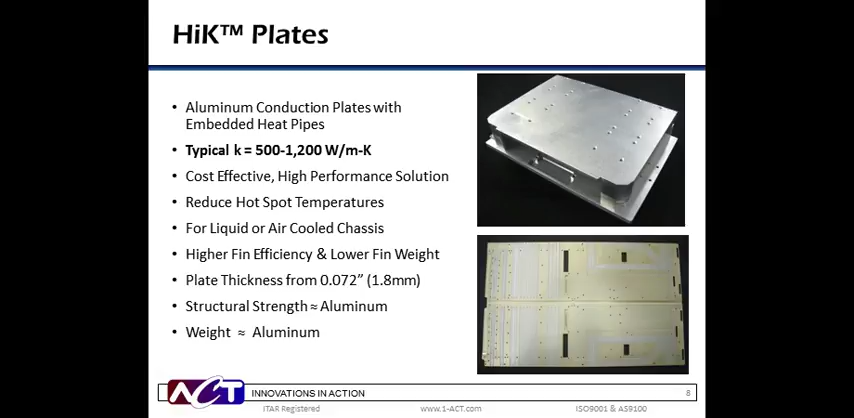 HiK™ Plates
• Aluminum Conduction Plates with
Embedded Heat Pipes
• Typical k = 500-1,200 W/m-K
• Cost Effective, High Performance Solution
• Reduce Hot Spot Temperatures
• For Liquid or Air Cooled Chassis
• Higher Fin Efficiency & Lower Fin Weight
• Plate Thickness from 0.072” (1.8mm)
• Structural Strength ≈ Aluminum
• Weight ≈ Aluminum
ACT INNOVATIONS IN ACTION 8
ITAR Registered www.1-ACT.com ISO9001 & AS9100